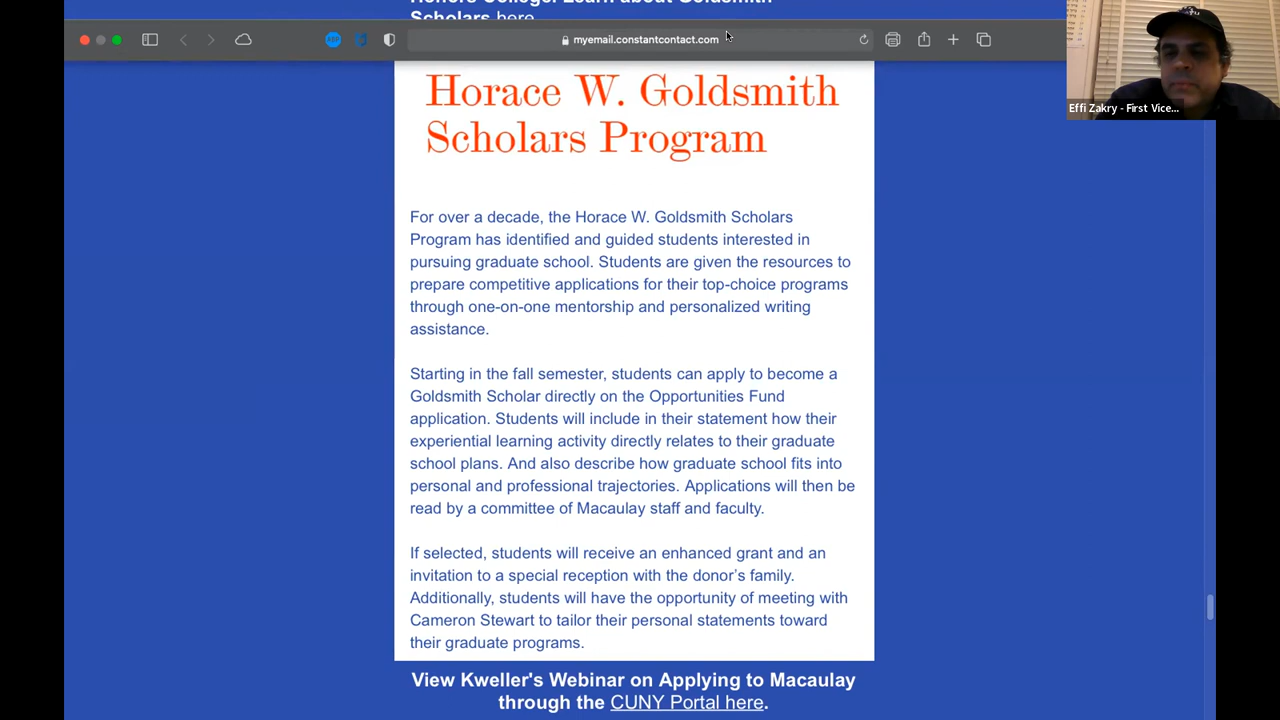 Scholars here
myemail.constantcontact.com
Effi Zakry - First Vice...
Horace W. Goldsmith
Scholars Program
For over a decade, the Horace W. Goldsmith Scholars
Program has identified and guided students interested in
pursuing graduate school. Students are given the resources to
prepare competitive applications for their top-choice programs
through one-on-one mentorship and personalized writing
assistance.
Starting in the fall semester, students can apply to become a
Goldsmith Scholar directly on the Opportunities Fund
application. Students will include in their statement how their
experiential learning activity directly relates to their graduate
school plans. And also describe how graduate school fits into
personal and professional trajectories. Applications will then be
read by a committee of Macaulay staff and faculty.
If selected, students will receive an enhanced grant and an
invitation to a special reception with the donor’s family.
Additionally, students will have the opportunity of meeting with
Cameron Stewart to tailor their personal statements toward
their graduate programs.
View Kweller's Webinar on Applying to Macaulay
through the CUNY Portal here.